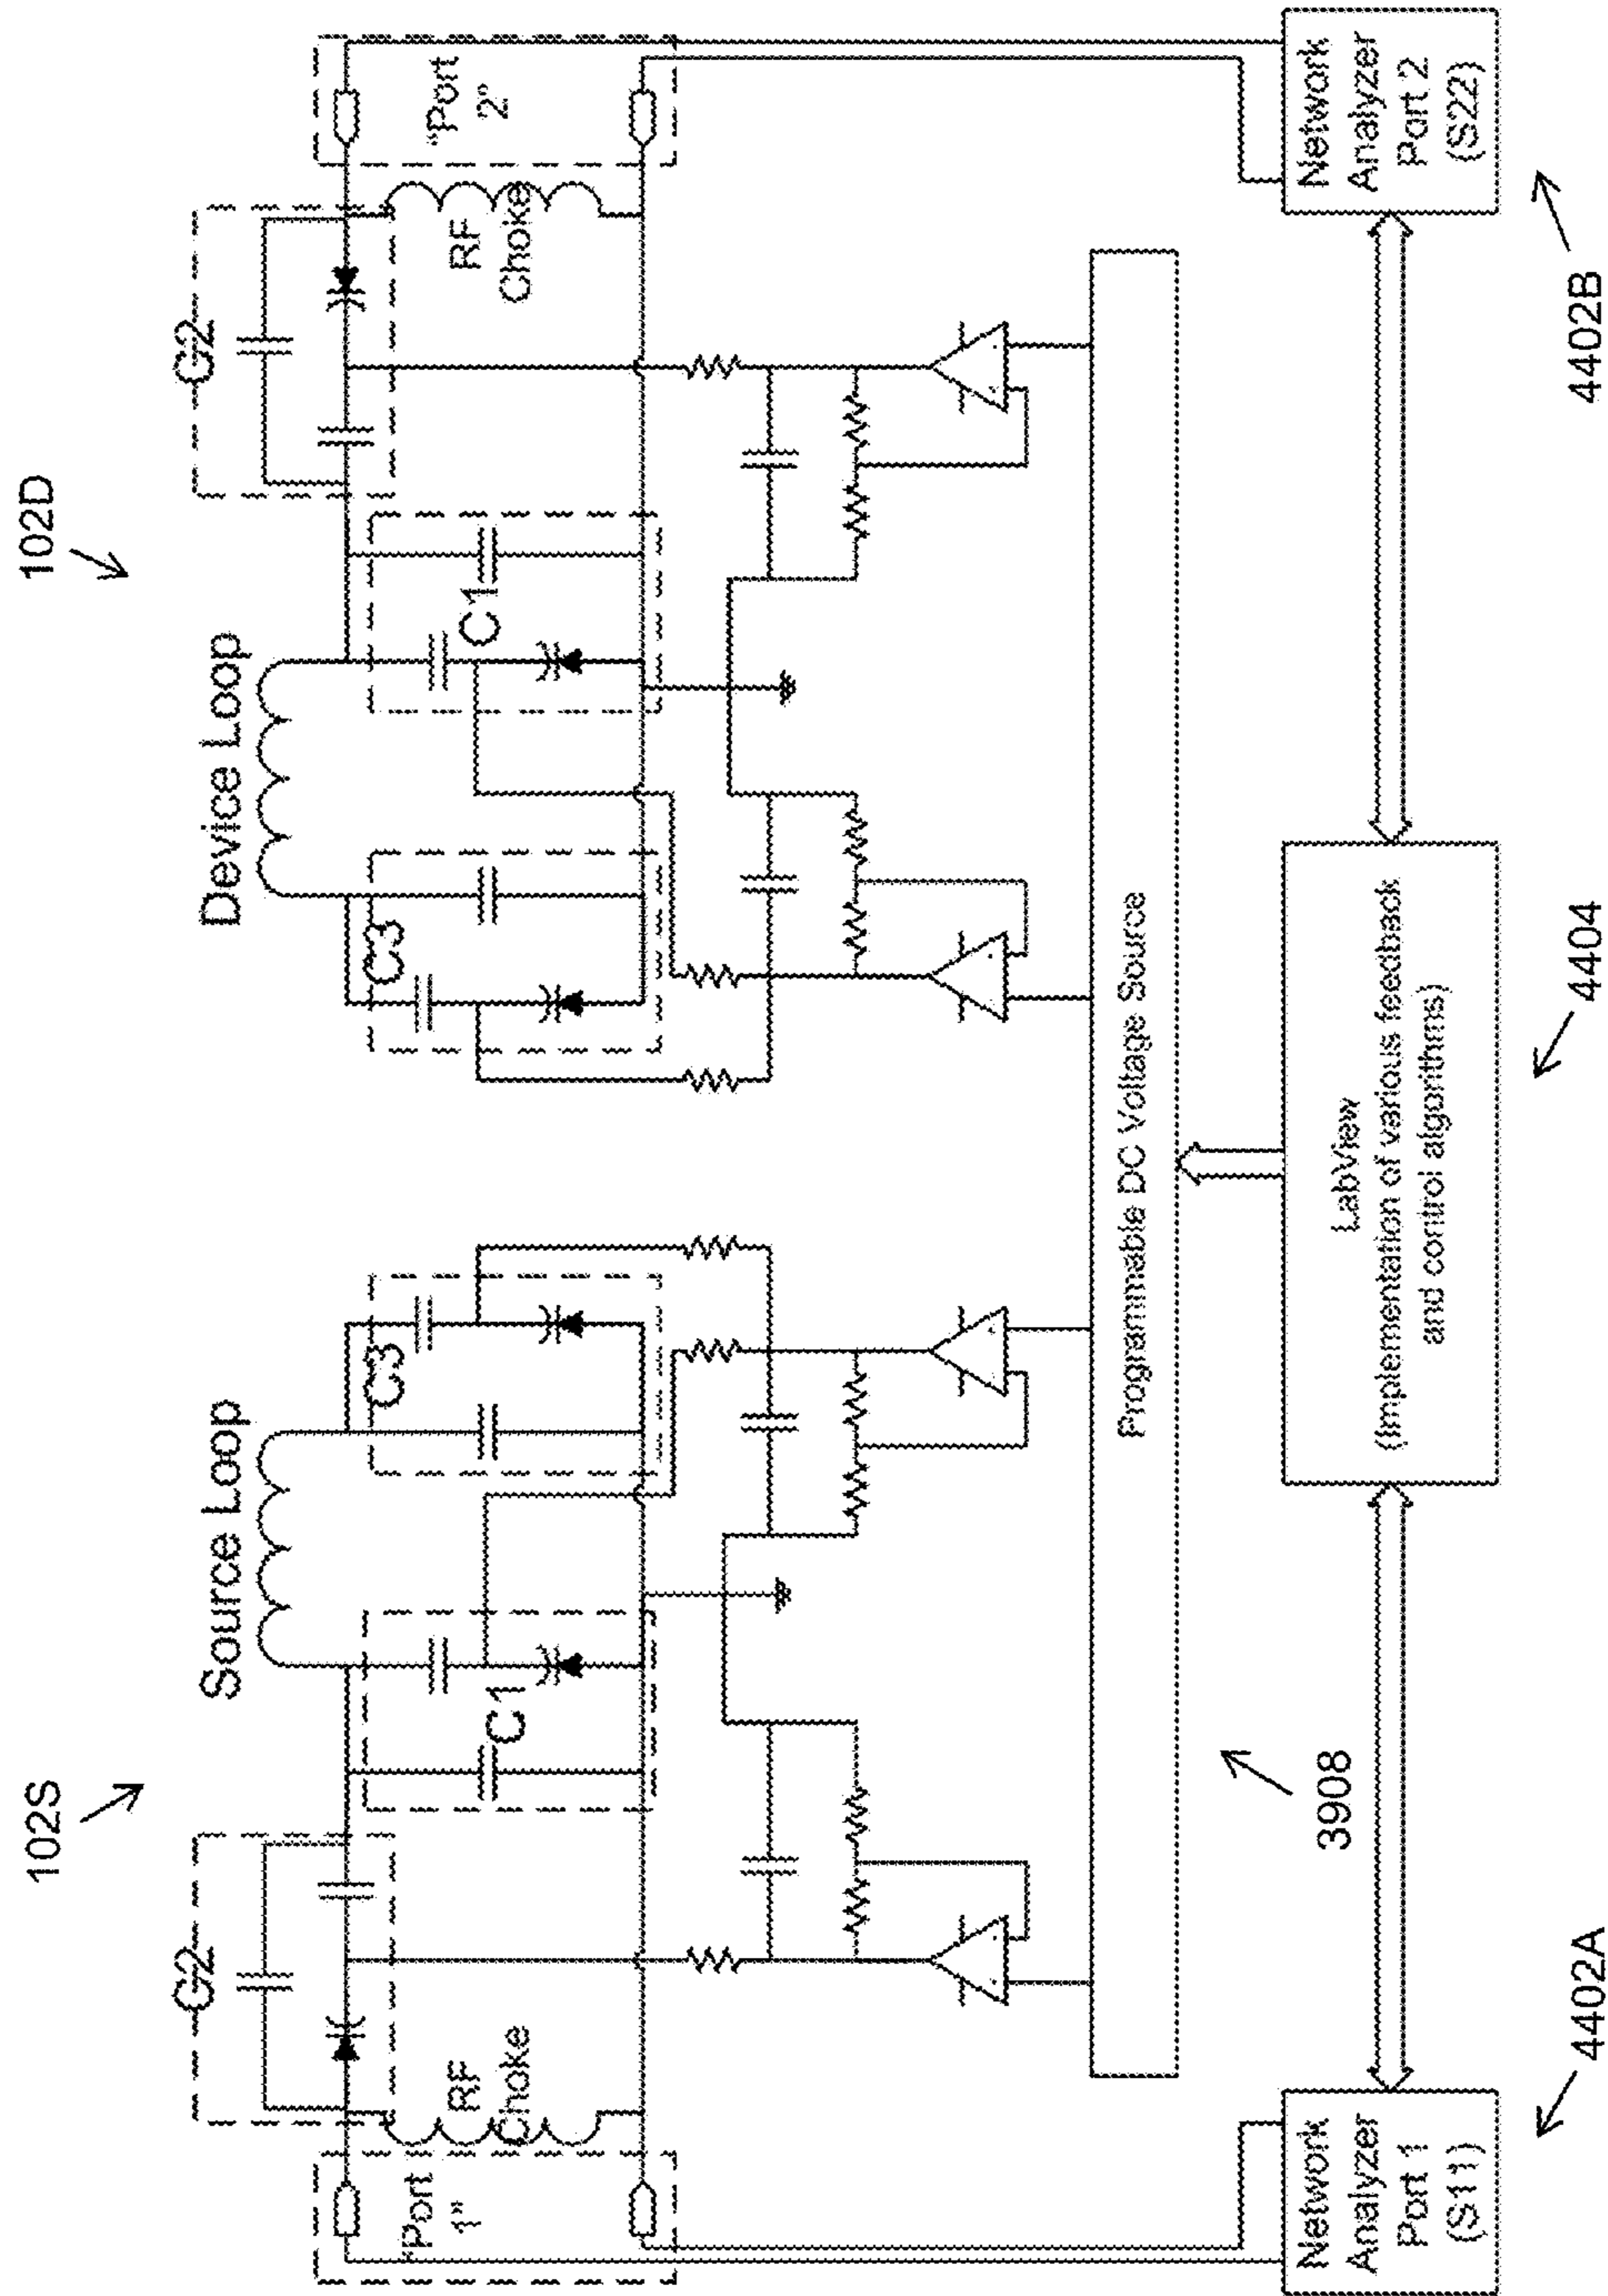 102S
102D
Source Loop
Device Loop
C2
C2
C3
C3
C1
C1
RF
Choke
RF
Choke
"Port
1"
"Port
2"
Programmable DC Voltage Source
3908
Network
Analyzer
Port 1
(S11)
LabView
(Implementation of various feedback
and control algorithms)
Network
Analyzer
Port 2
(S22)
4402A
4404
4402B